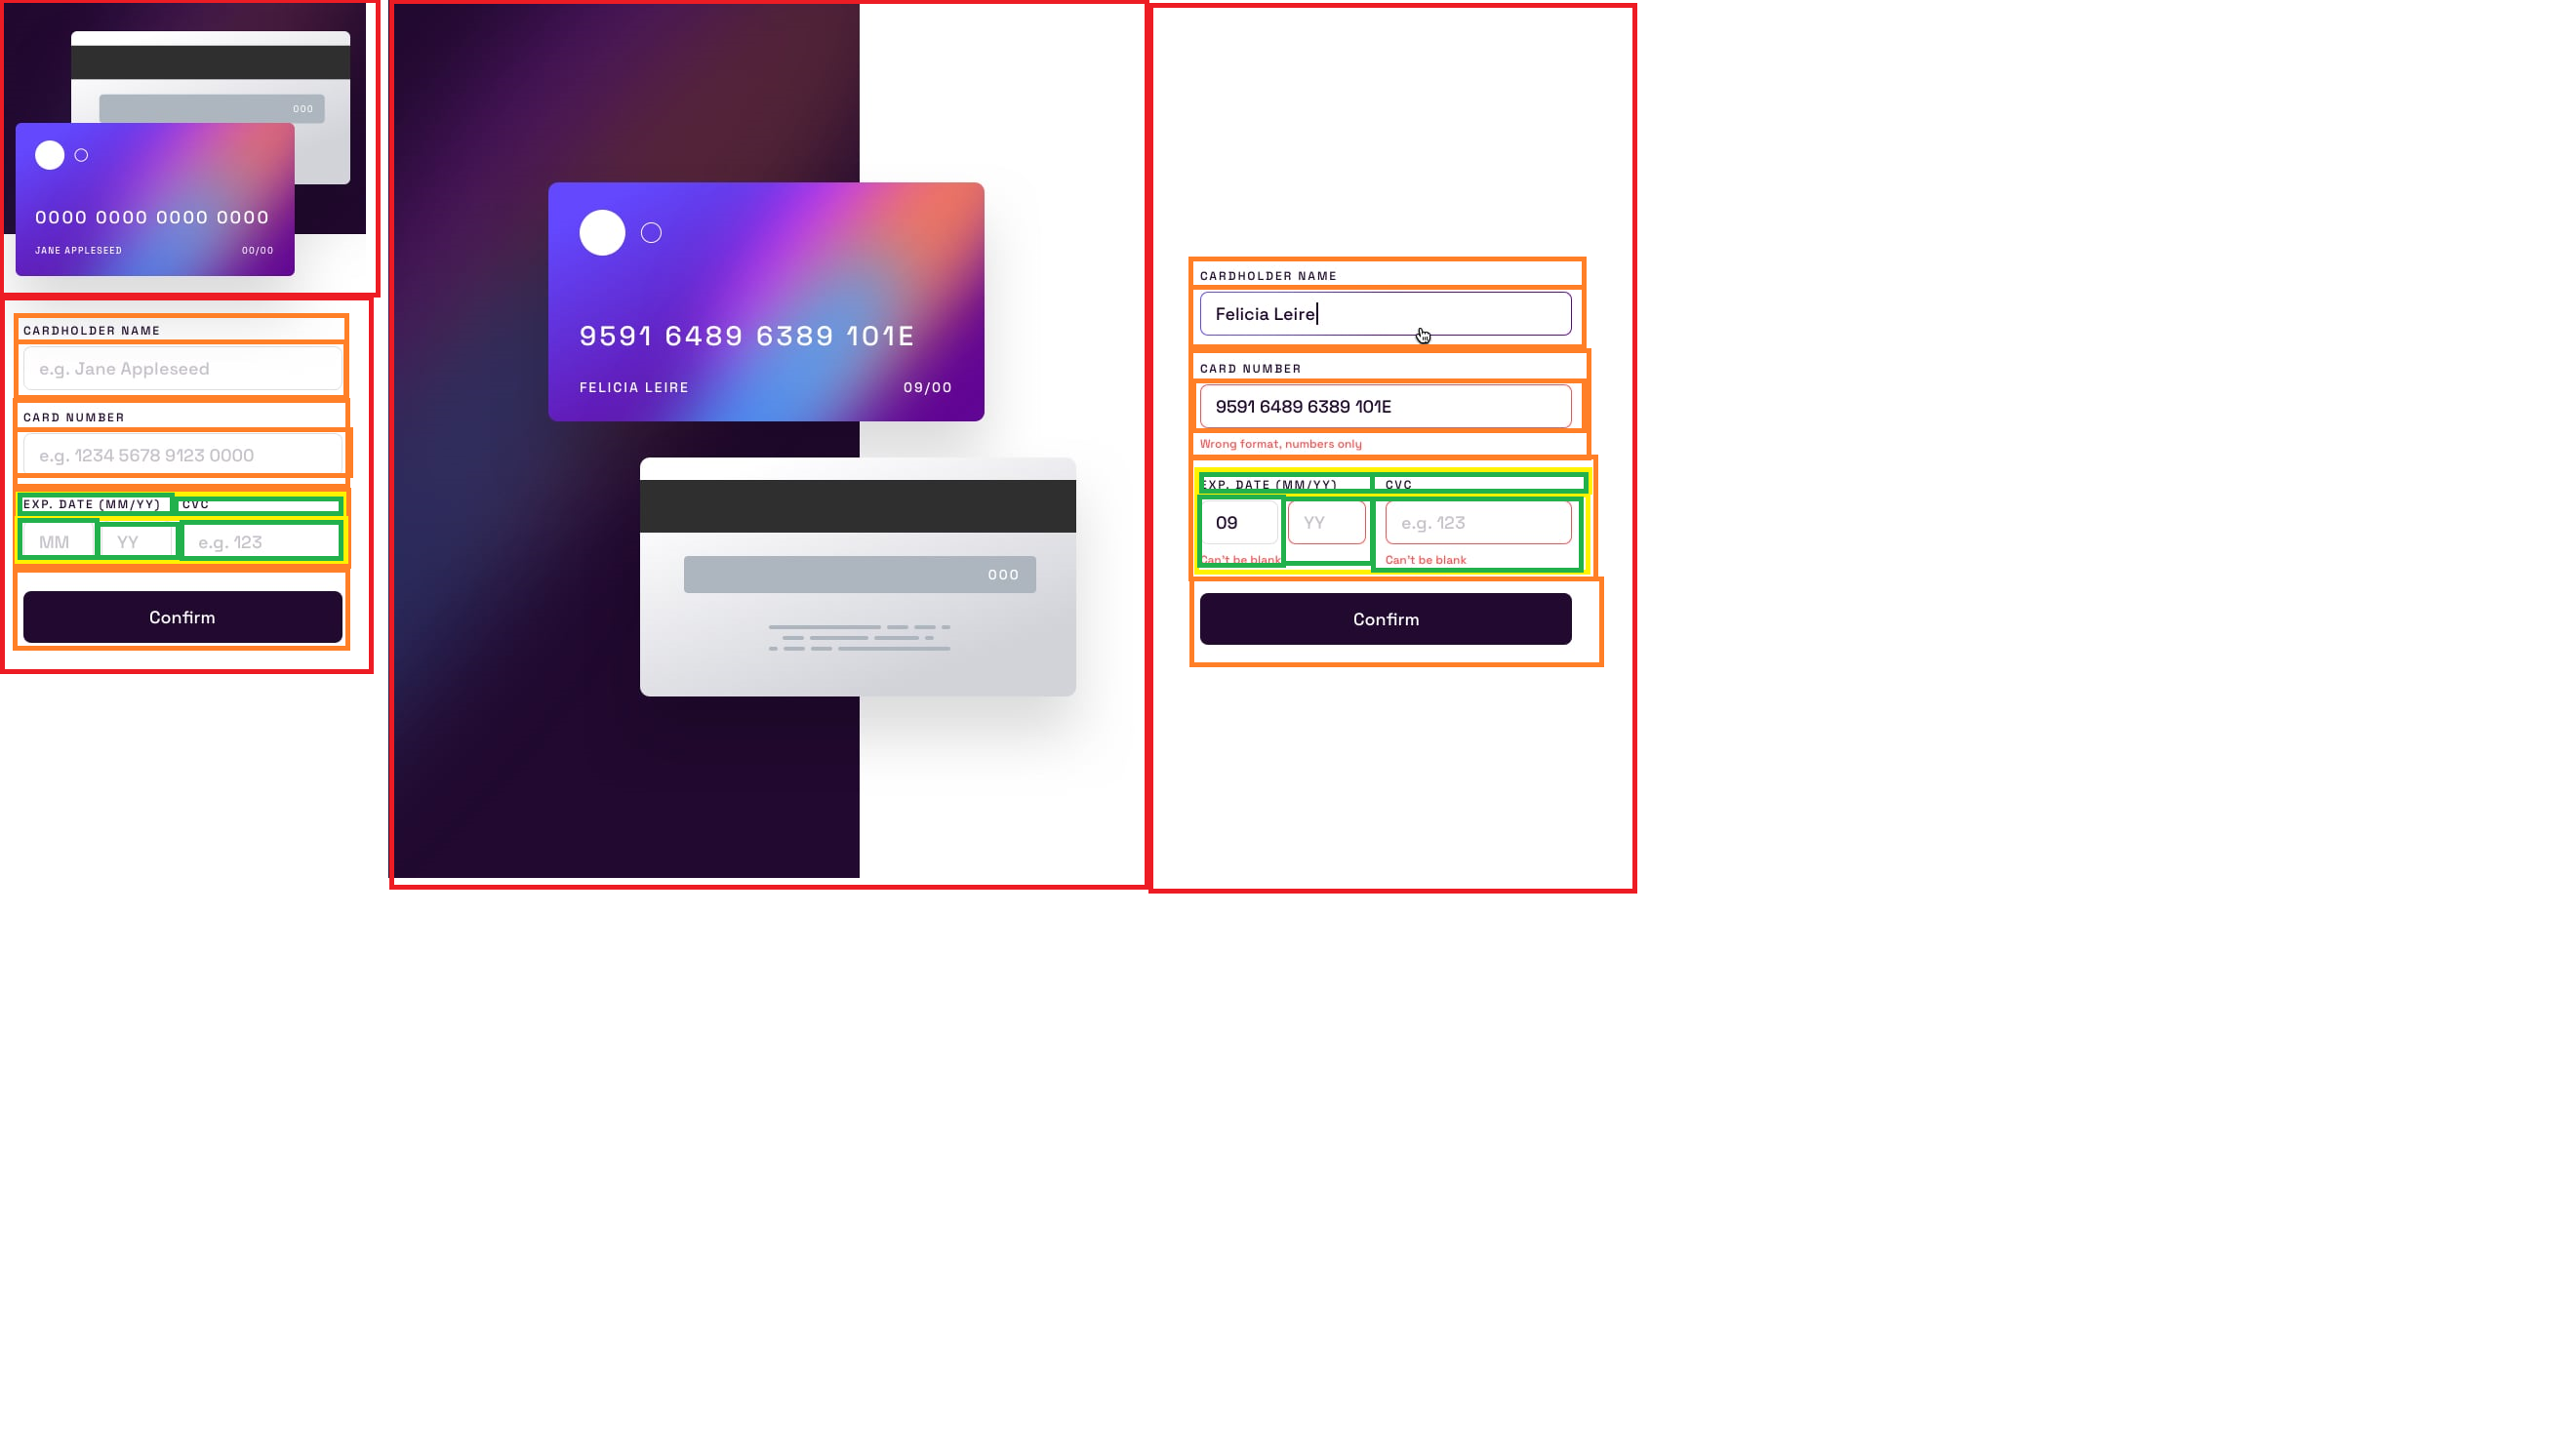 000
0000 0000 0000 0000
JANE APPLESEED 00/00
CARDHOLDER NAME
e.g. Jane Appleseed
CARD NUMBER
e.g. 1234 5678 9123 0000
EXP. DATE (MM/YY) CVC
MM YY e.g. 123
Confirm
9591 6489 6389 101E
FELICIA LEIRE 09/00
000
CARDHOLDER NAME
Felicia Leire
CARD NUMBER
9591 6489 6389 101E
Wrong format, numbers only
EXP. DATE (MM/YY) CVC
09 YY e.g. 123
Can't be blank Can't be blank
Confirm